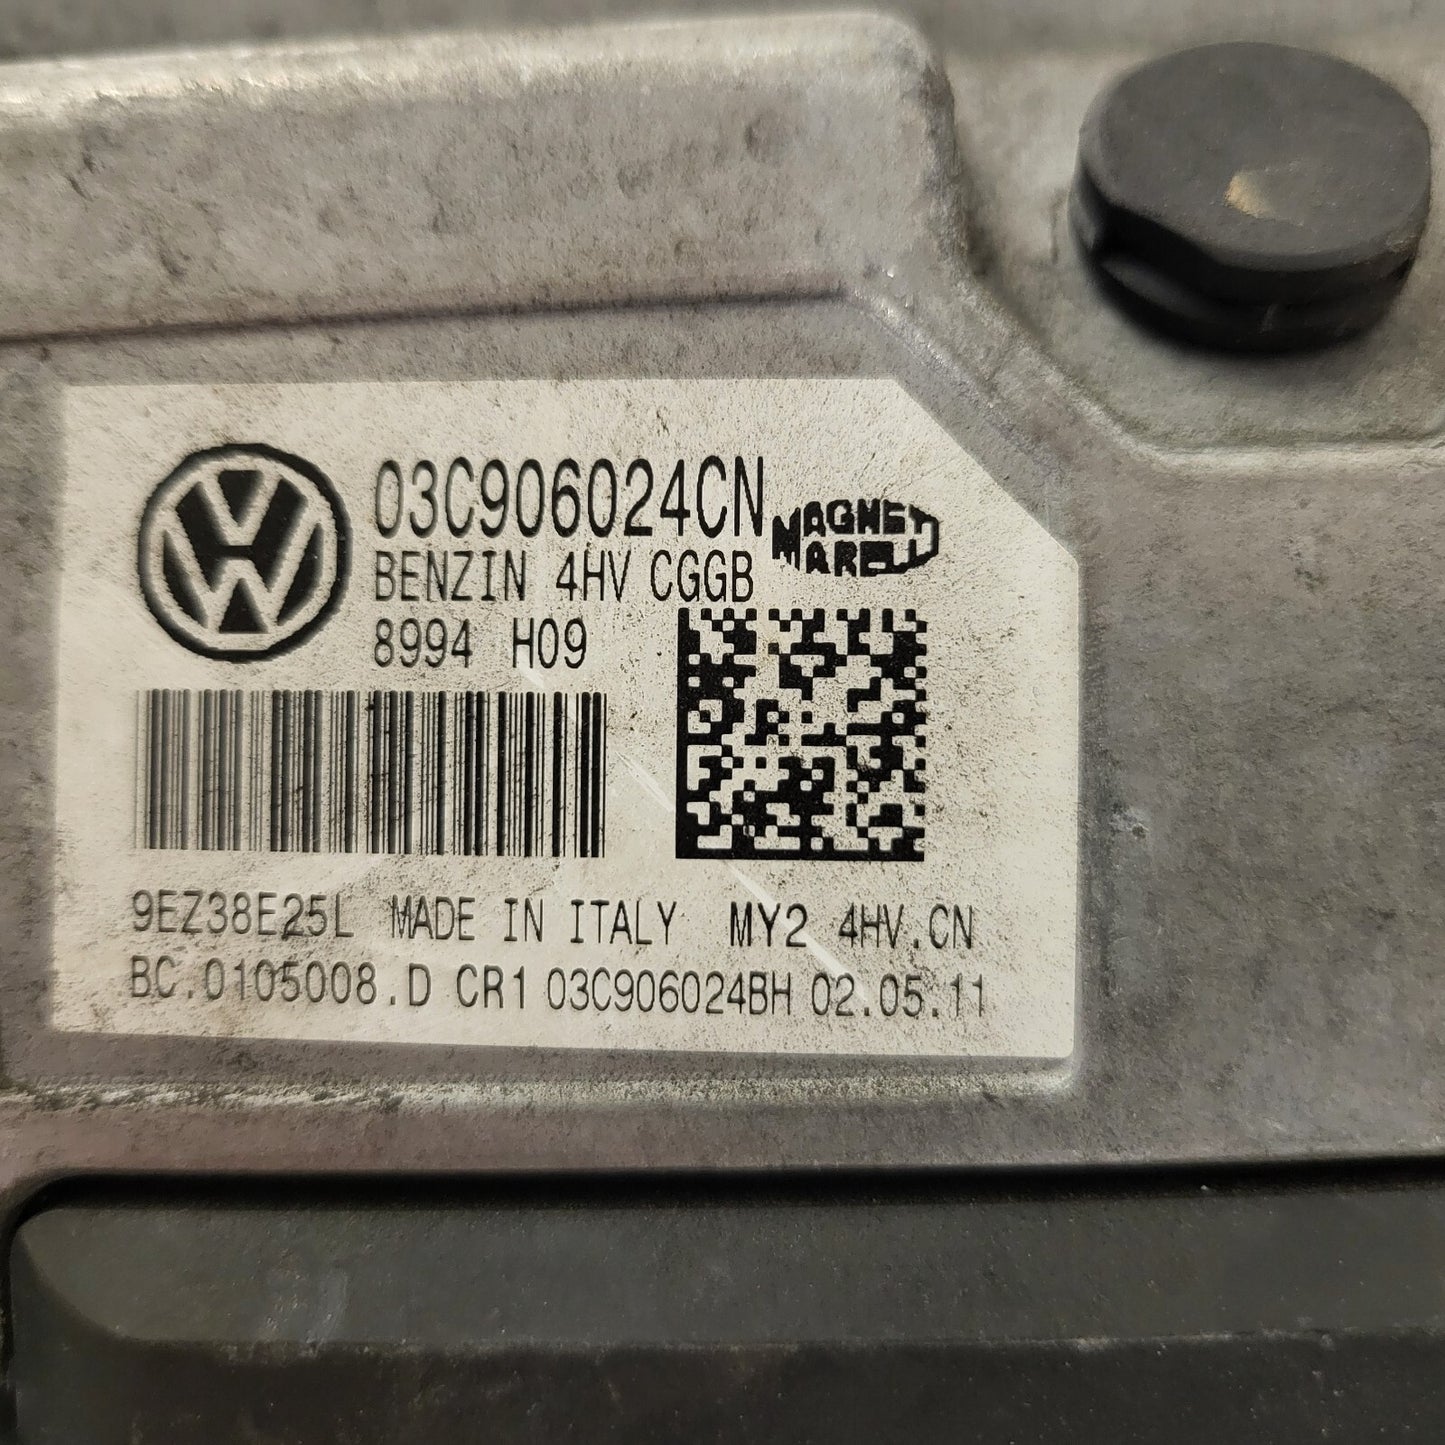 03C906024CN
MAGNETI
MARELLI
BENZIN 4HV CGGB
8994 H09
9EZ38E25L MADE IN ITALY MY2 4HV.CN
BC.0105008.D CR1 03C906024BH 02.05.11